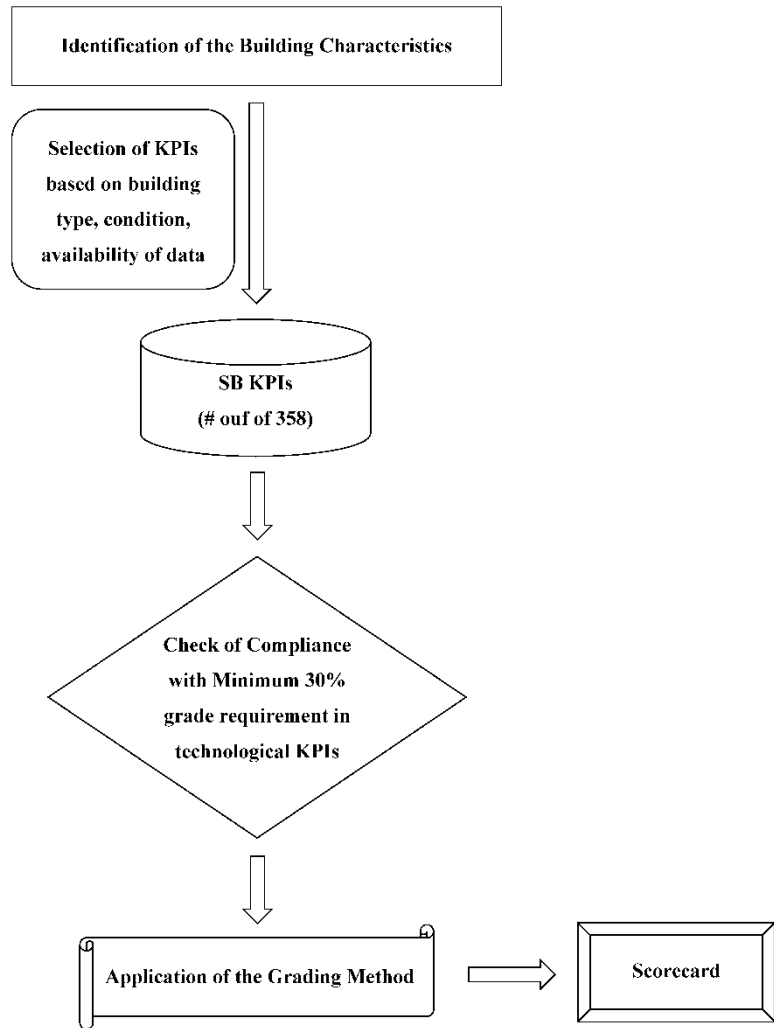 Identification of the Building Characteristics
Selection of KPIs
based on building
type, condition,
availability of data
SB KPIs
(# ouf of 358)
Check of Compliance
with Minimum 30%
grade requirement in
technological KPIs
Application of the Grading Method
Scorecard